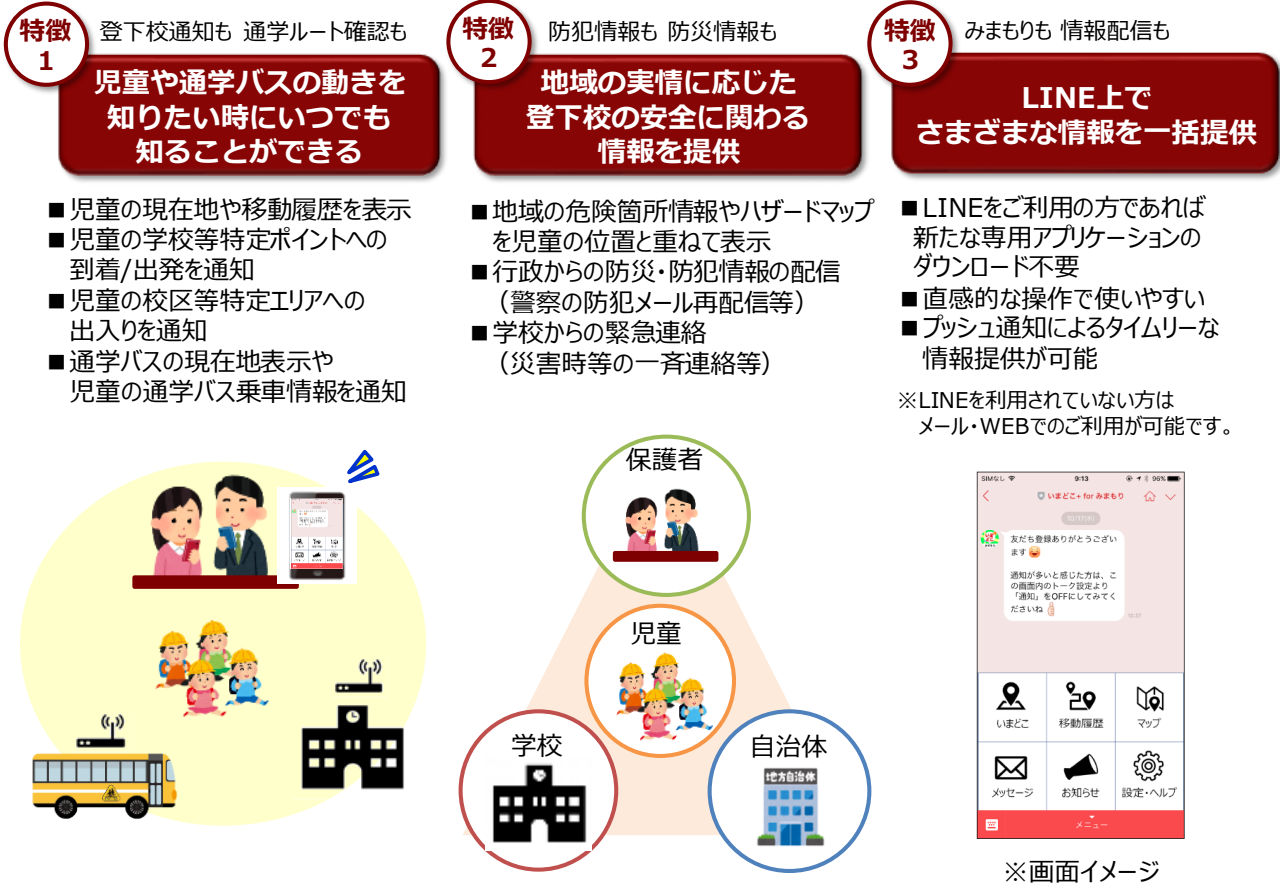 特徴
1
登下校通知も 通学ルート確認も
児童や通学バスの動きを
知りたい時にいつでも
知ることができる
■児童の現在地や移動履歴を表示
■児童の学校等特定ポイントへの
到着/出発を通知
■児童の校区等特定エリアへの
出入りを通知
■通学バスの現在地表示や
児童の通学バス乗車情報を通知
特徴
2
防犯情報も 防災情報も
地域の実情に応じた
登下校の安全に関わる
情報を提供
■地域の危険箇所情報やハザードマップ
を児童の位置と重ねて表示
■行政からの防災・防犯情報の配信
（警察の防犯メール再配信等）
■学校からの緊急連絡
（災害時等の一斉連絡等）
保護者
児童
学校
自治体
地方自治体
特徴
3
みまもりも 情報配信も
LINE上で
さまざまな情報を一括提供
■LINEをご利用の方であれば
新たな専用アプリケーションの
ダウンロード不要
■直感的な操作で使いやすい
■プッシュ通知によるタイムリーな
情報提供が可能
※LINEを利用されていない方は
メール・WEBでのご利用が可能です。
SIMなし 9:13 96%
いまどこ+ for みまもり
友だち登録ありがとうござい
ます
通知が多いと感じた方は、こ
の画面内のトーク設定より
「通知」をOFFにしてみてく
ださいね
いまどこ 移動履歴 マップ
メッセージ お知らせ 設定・ヘルプ
メニュー
※画面イメージ